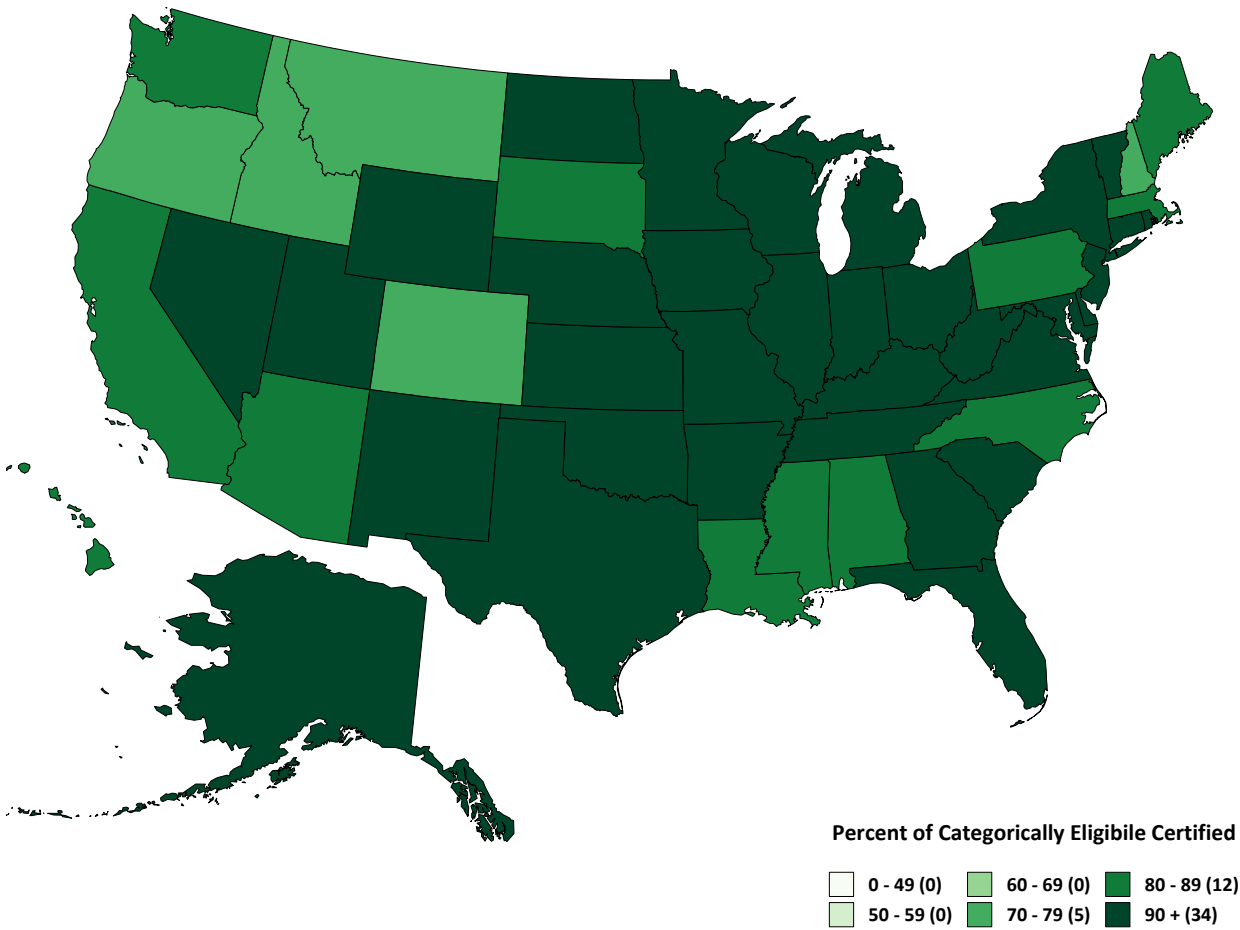 Percent of Categorically Eligibile Certified
0 - 49 (0) 60 - 69 (0) 80 - 89 (12)
50 - 59 (0) 70 - 79 (5) 90 + (34)